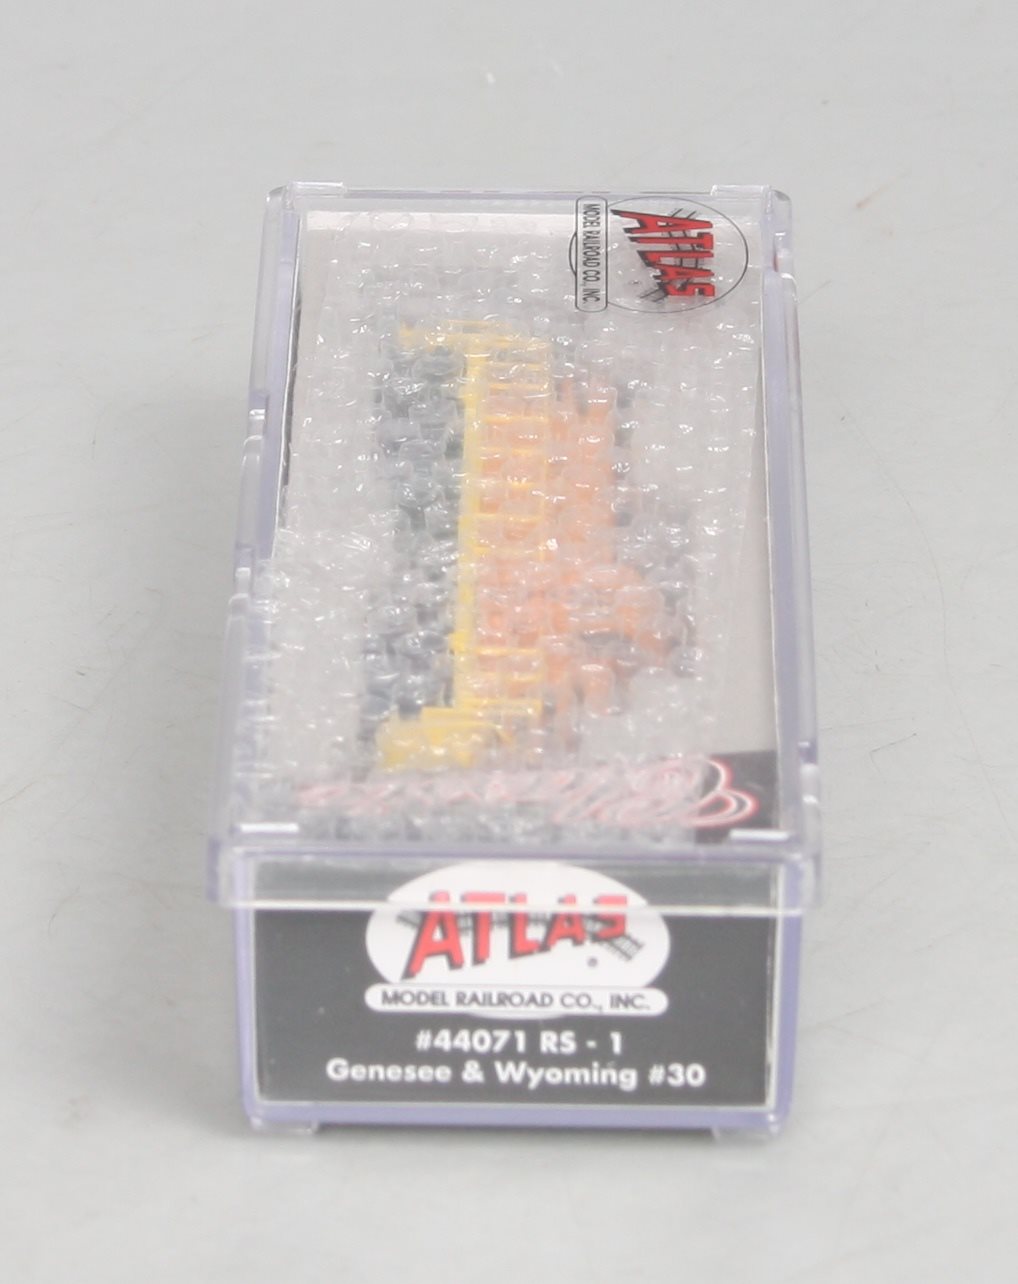 ATLAS
MODEL RAILROAD CO., INC.
ATLAS
MODEL RAILROAD CO., INC.
#44071 RS - 1
Genesee & Wyoming #30